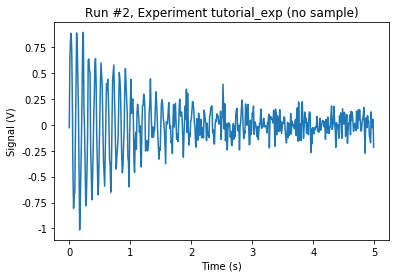 Run #2, Experiment tutorial_exp (no sample)
0.75
0.5
0.25
0
-0.25
-0.5
-0.75
-1
Signal (V)
0 1 2 3 4 5
Time (s)